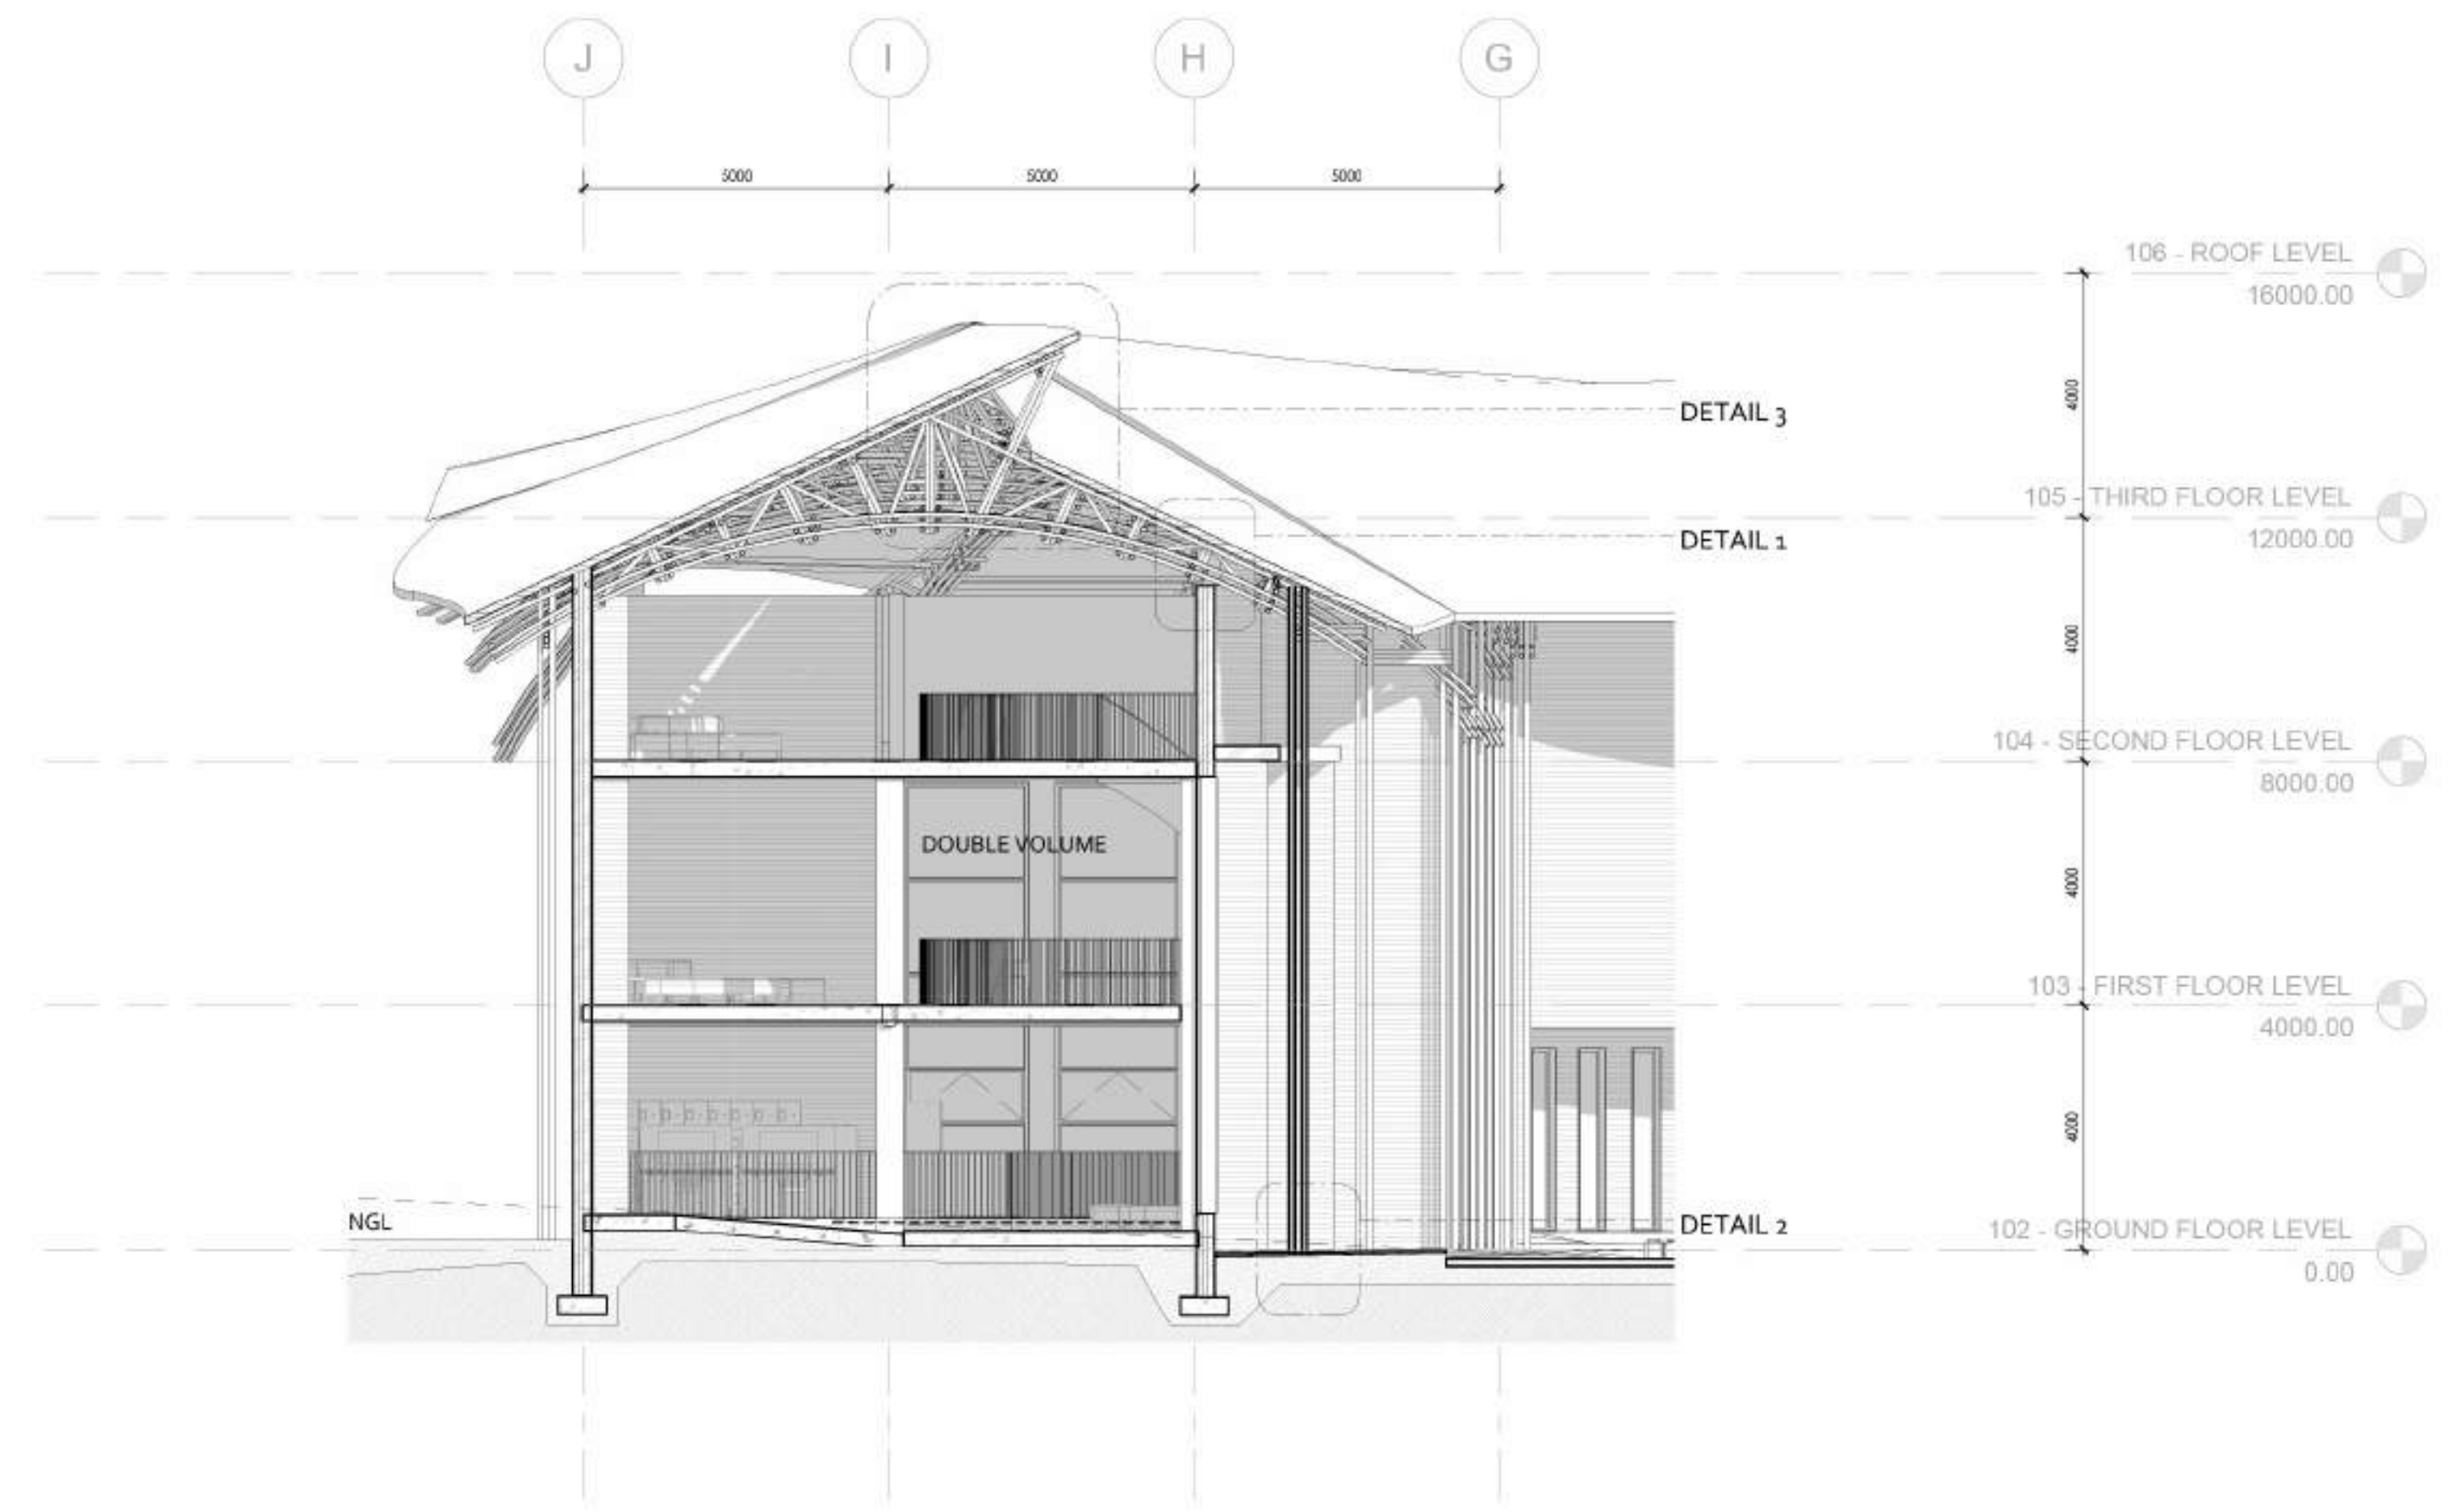 J I H G
5000 5000 5000
106 - ROOF LEVEL
16000.00
4000
DETAIL 3
105 - THIRD FLOOR LEVEL
12000.00
DETAIL 1
4000
104 - SECOND FLOOR LEVEL
8000.00
DOUBLE VOLUME
4000
103 - FIRST FLOOR LEVEL
4000.00
4000
NGL
DETAIL 2
102 - GROUND FLOOR LEVEL
0.00